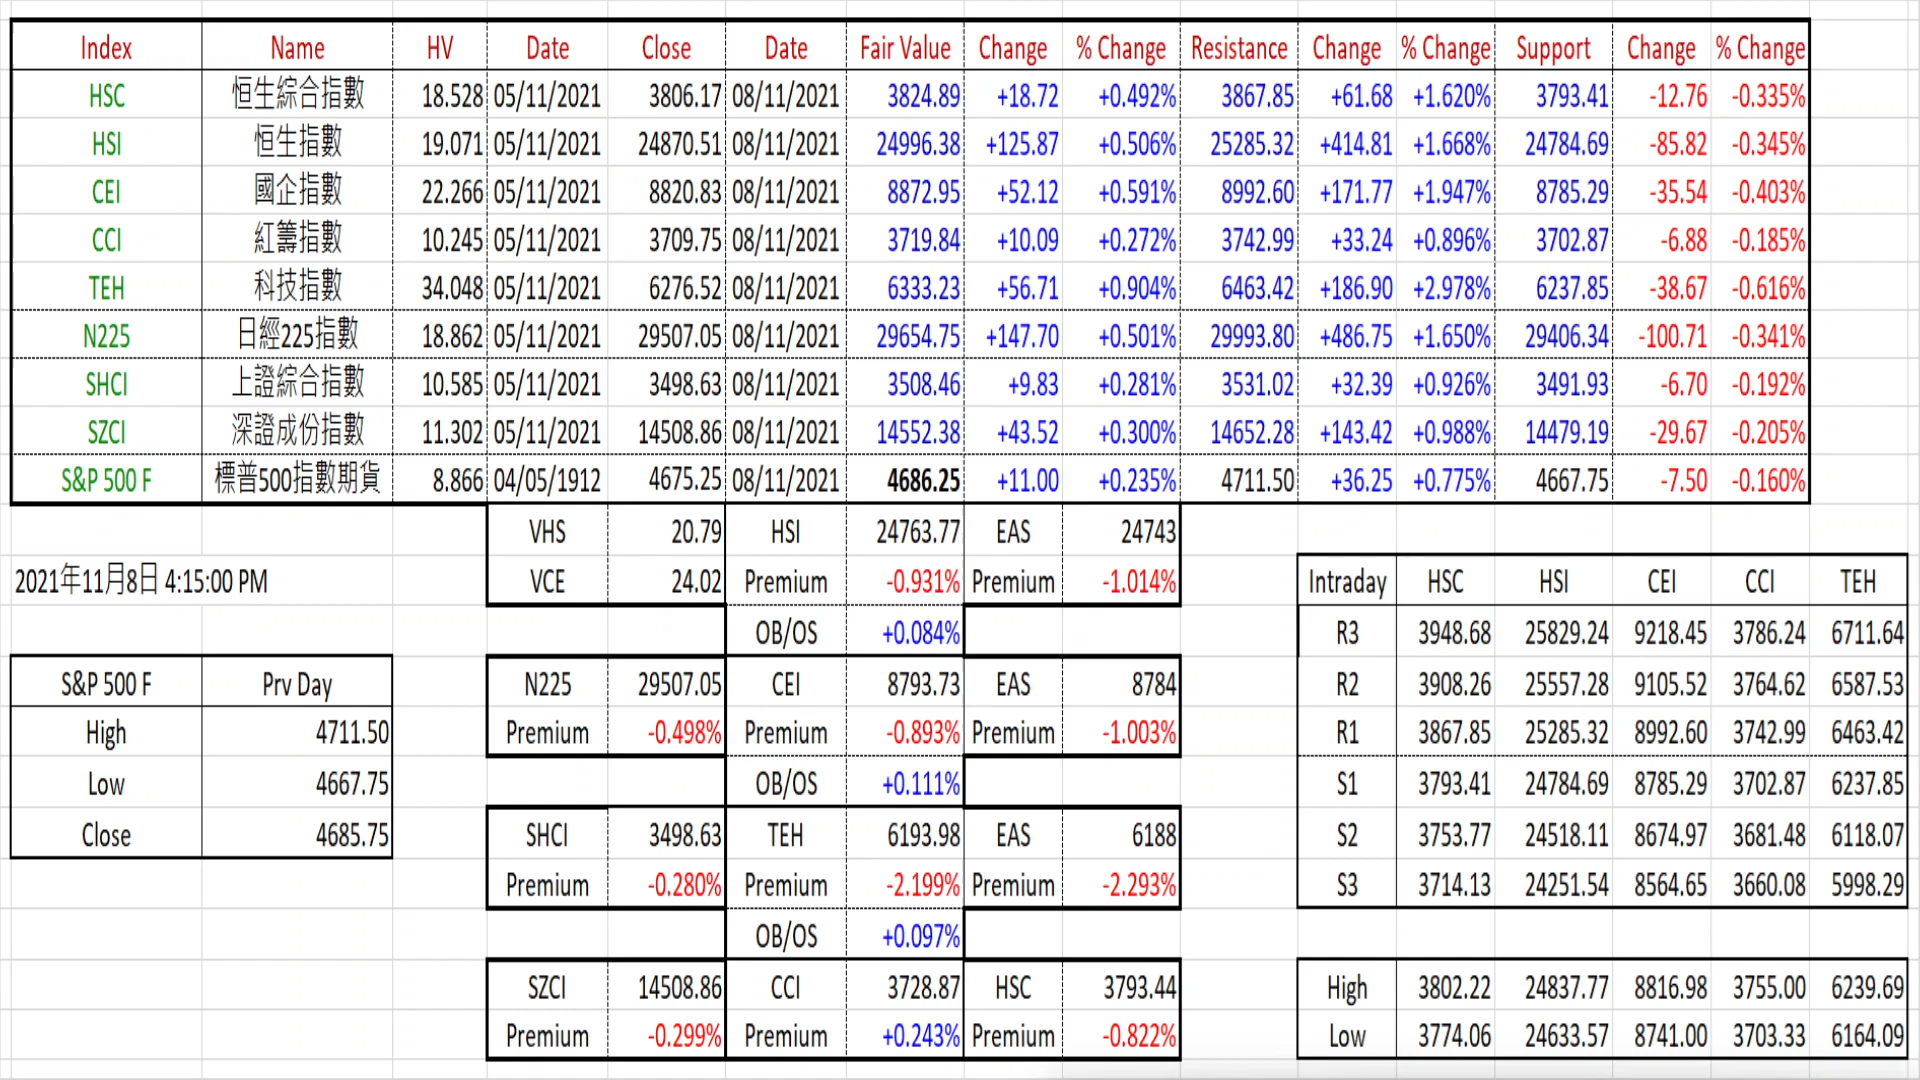 Index Name HV Date Close Date Fair Value Change % Change Resistance Change % Change Support Change % Change
HSC 恒生綜合指數 18.528 05/11/2021 3806.17 08/11/2021 3824.89 +18.72 +0.492% 3867.85 +61.68 +1.620% 3793.41 -12.76 -0.335%
HSI 恒生指數 19.071 05/11/2021 24870.51 08/11/2021 24996.38 +125.87 +0.506% 25285.32 +414.81 +1.668% 24784.69 -85.82 -0.345%
CEI 國企指數 22.266 05/11/2021 8820.83 08/11/2021 8872.95 +52.12 +0.591% 8992.60 +171.77 +1.947% 8785.29 -35.54 -0.403%
CCI 紅籌指數 10.245 05/11/2021 3709.75 08/11/2021 3719.84 +10.09 +0.272% 3742.99 +33.24 +0.896% 3702.87 -6.88 -0.185%
TEH 科技指數 34.048 05/11/2021 6276.52 08/11/2021 6333.23 +56.71 +0.904% 6463.42 +186.90 +2.978% 6237.85 -38.67 -0.616%
N225 日經225指數 18.862 05/11/2021 29507.05 08/11/2021 29654.75 +147.70 +0.501% 29993.80 +486.75 +1.650% 29406.34 -100.71 -0.341%
SHCI 上證綜合指數 10.585 05/11/2021 3498.63 08/11/2021 3508.46 +9.83 +0.281% 3531.02 +32.39 +0.926% 3491.93 -6.70 -0.192%
SZCI 深證成份指數 11.302 05/11/2021 14508.86 08/11/2021 14552.38 +43.52 +0.300% 14652.28 +143.42 +0.988% 14479.19 -29.67 -0.205%
S&P 500 F 標普500指數期貨 8.866 04/05/1912 4675.25 08/11/2021 4686.25 +11.00 +0.235% 4711.50 +36.25 +0.775% 4667.75 -7.50 -0.160%
VHS 20.79 HSI 24763.77 EAS 24743
2021年11月8日 4:15:00 PM VCE 24.02 Premium -0.931% Premium -1.014% Intraday HSC HSI CEI CCI TEH
OB/OS +0.084% R3 3948.68 25829.24 9218.45 3786.24 6711.64
S&P 500 F Prv Day N225 29507.05 CEI 8793.73 EAS 8784 R2 3908.26 25557.28 9105.52 3764.62 6587.53
High 4711.50 Premium -0.498% Premium -0.893% Premium -1.003% R1 3867.85 25285.32 8992.60 3742.99 6463.42
Low 4667.75 OB/OS +0.111% S1 3793.41 24784.69 8785.29 3702.87 6237.85
Close 4685.75 SHCI 3498.63 TEH 6193.98 EAS 6188 S2 3753.77 24518.11 8674.97 3681.48 6118.07
Premium -0.280% Premium -2.199% Premium -2.293% S3 3714.13 24251.54 8564.65 3660.08 5998.29
OB/OS +0.097%
SZCI 14508.86 CCI 3728.87 HSC 3793.44 High 3802.22 24837.77 8816.98 3755.00 6239.69
Premium -0.299% Premium +0.243% Premium -0.822% Low 3774.06 24633.57 8741.00 3703.33 6164.09